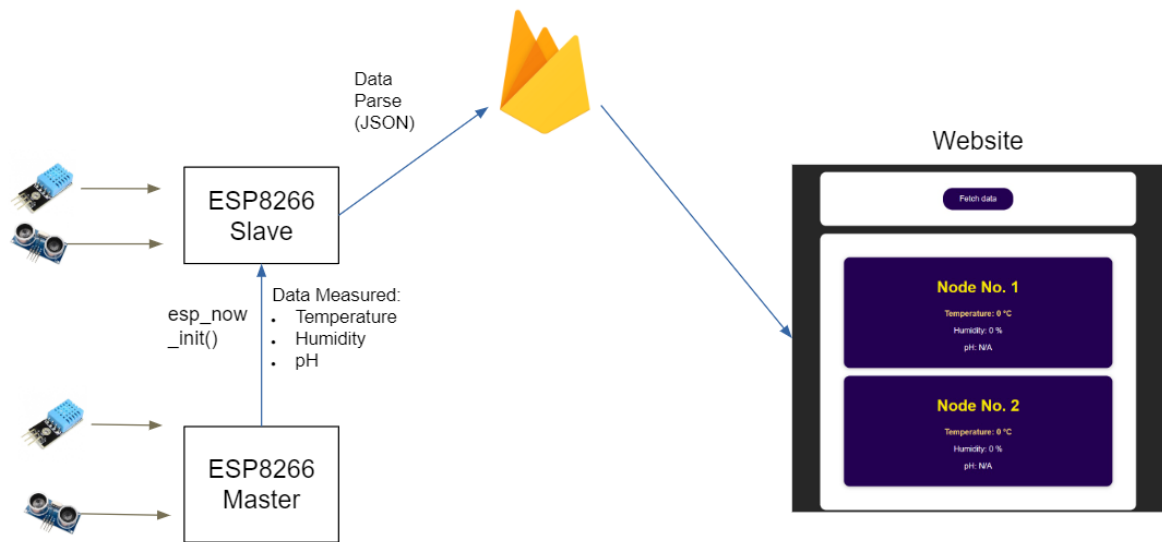 Data
Parse
(JSON)
Website
Fetch data
ESP8266
Slave
Node No. 1
Temperature: 0 °C
Humidity: 0 %
pH: N/A
esp_now
_init()
Data Measured:
• Temperature
• Humidity
• pH
Node No. 2
Temperature: 0 °C
Humidity: 0 %
pH: N/A
ESP8266
Master